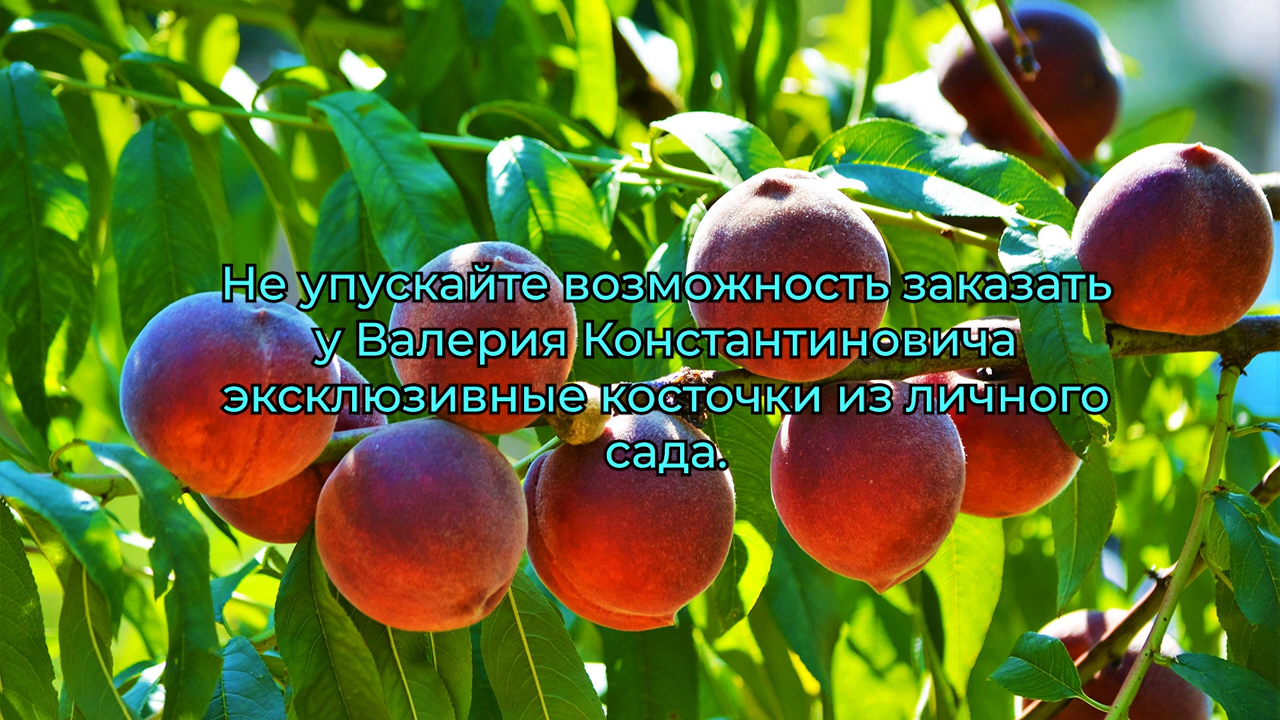 Не упускайте возможность заказать
у Валерия Константиновича
эксклюзивные косточки из личного
сада.